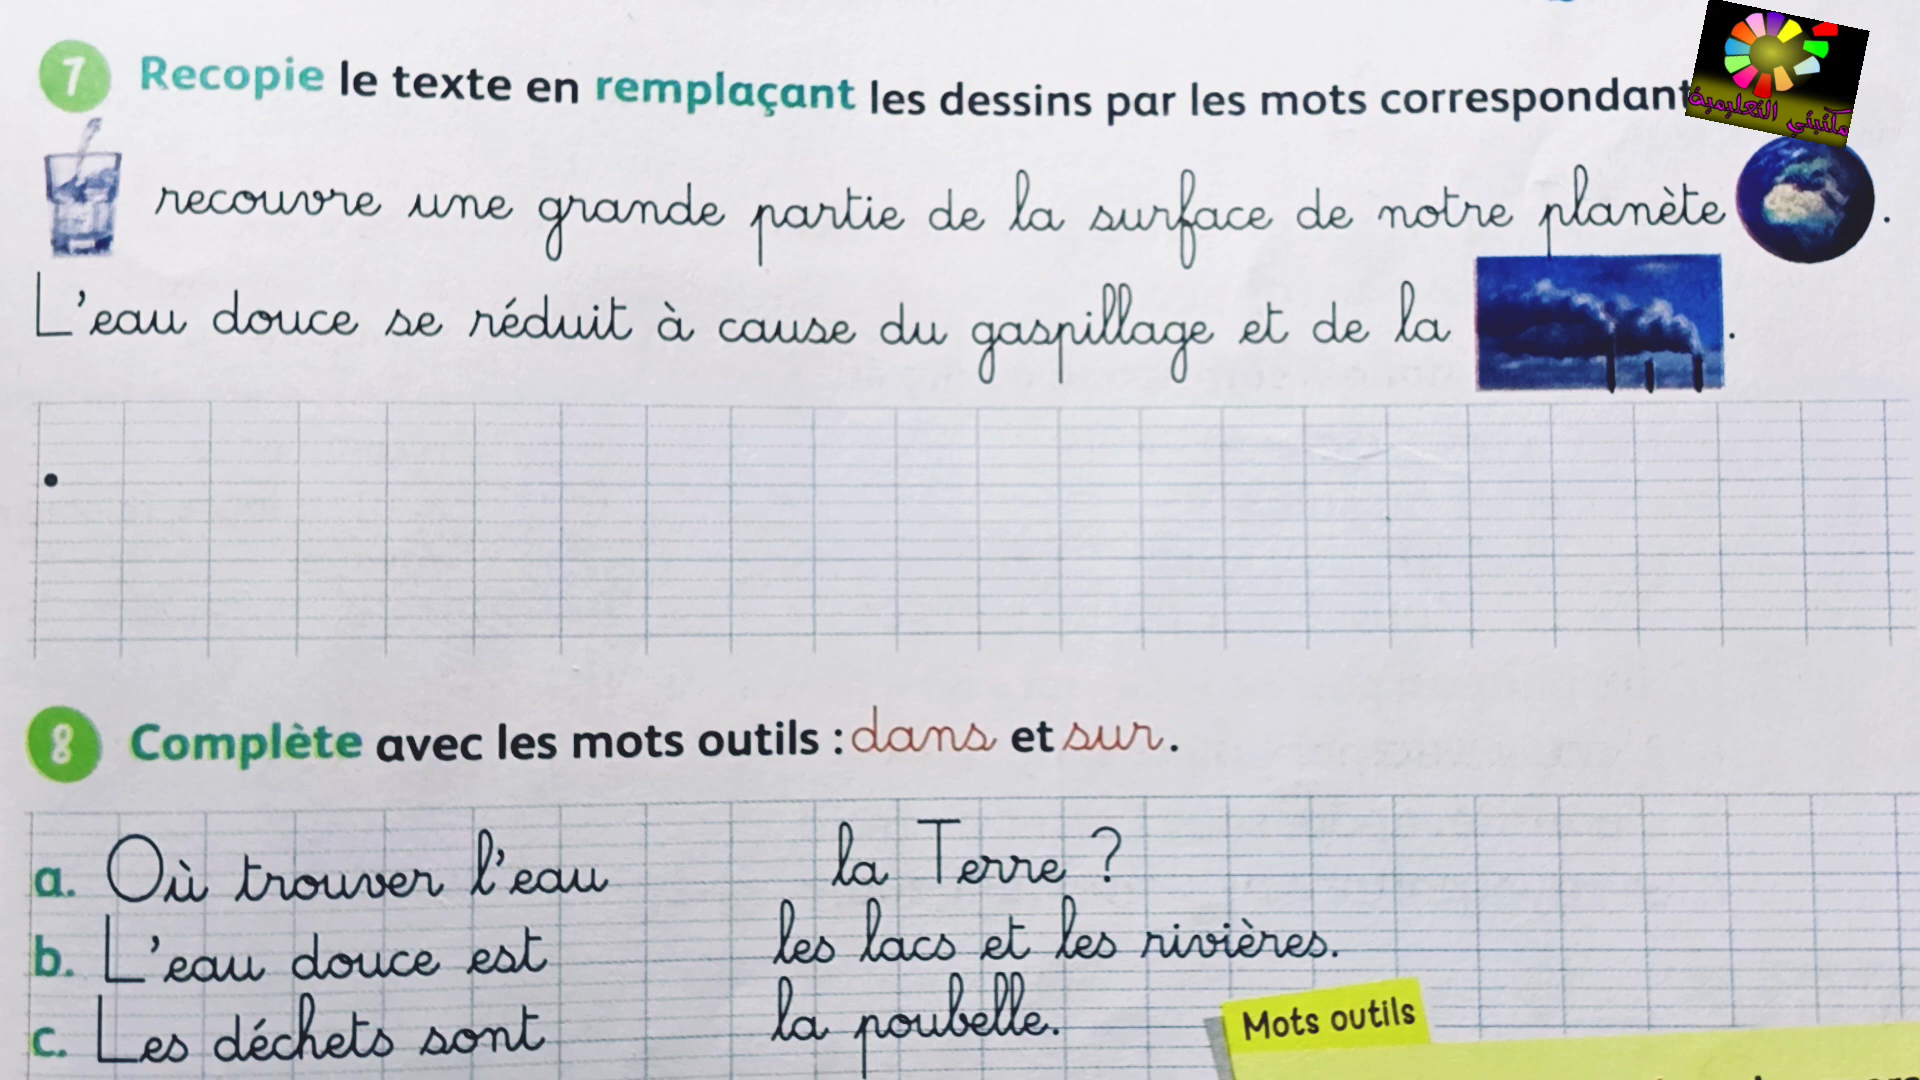 7 Recopie le texte en remplaçant les dessins par les mots correspondant
مكتبتي التعليمية
recouvre une grande partie de la surface de notre planète .
L'eau douce se réduit à cause du gaspillage et de la .
8 Complète avec les mots outils : dans et sur.
a. Où trouver l'eau la Terre ?
b. L'eau douce est les lacs et les rivières.
c. Les déchets sont la poubelle.
Mots outils